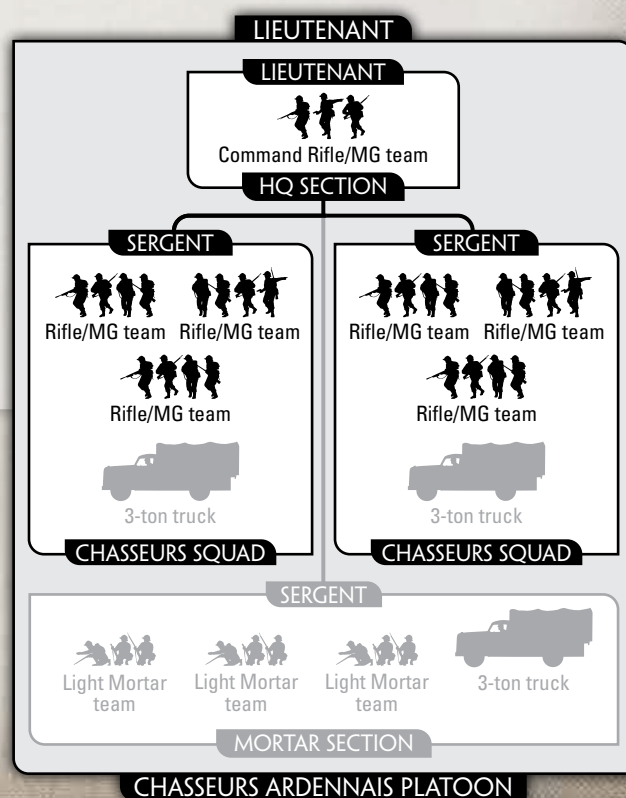 LIEUTENANT
LIEUTENANT
Command Rifle/MG team
HQ SECTION
SERGENT
Rifle/MG team Rifle/MG team
Rifle/MG team
3-ton truck
CHASSEURS SQUAD
SERGENT
Rifle/MG team Rifle/MG team
Rifle/MG team
3-ton truck
CHASSEURS SQUAD
SERGENT
Light Mortar
team
Light Mortar
team
Light Mortar
team
3-ton truck
MORTAR SECTION
CHASSEURS ARDENNAIS PLATOON